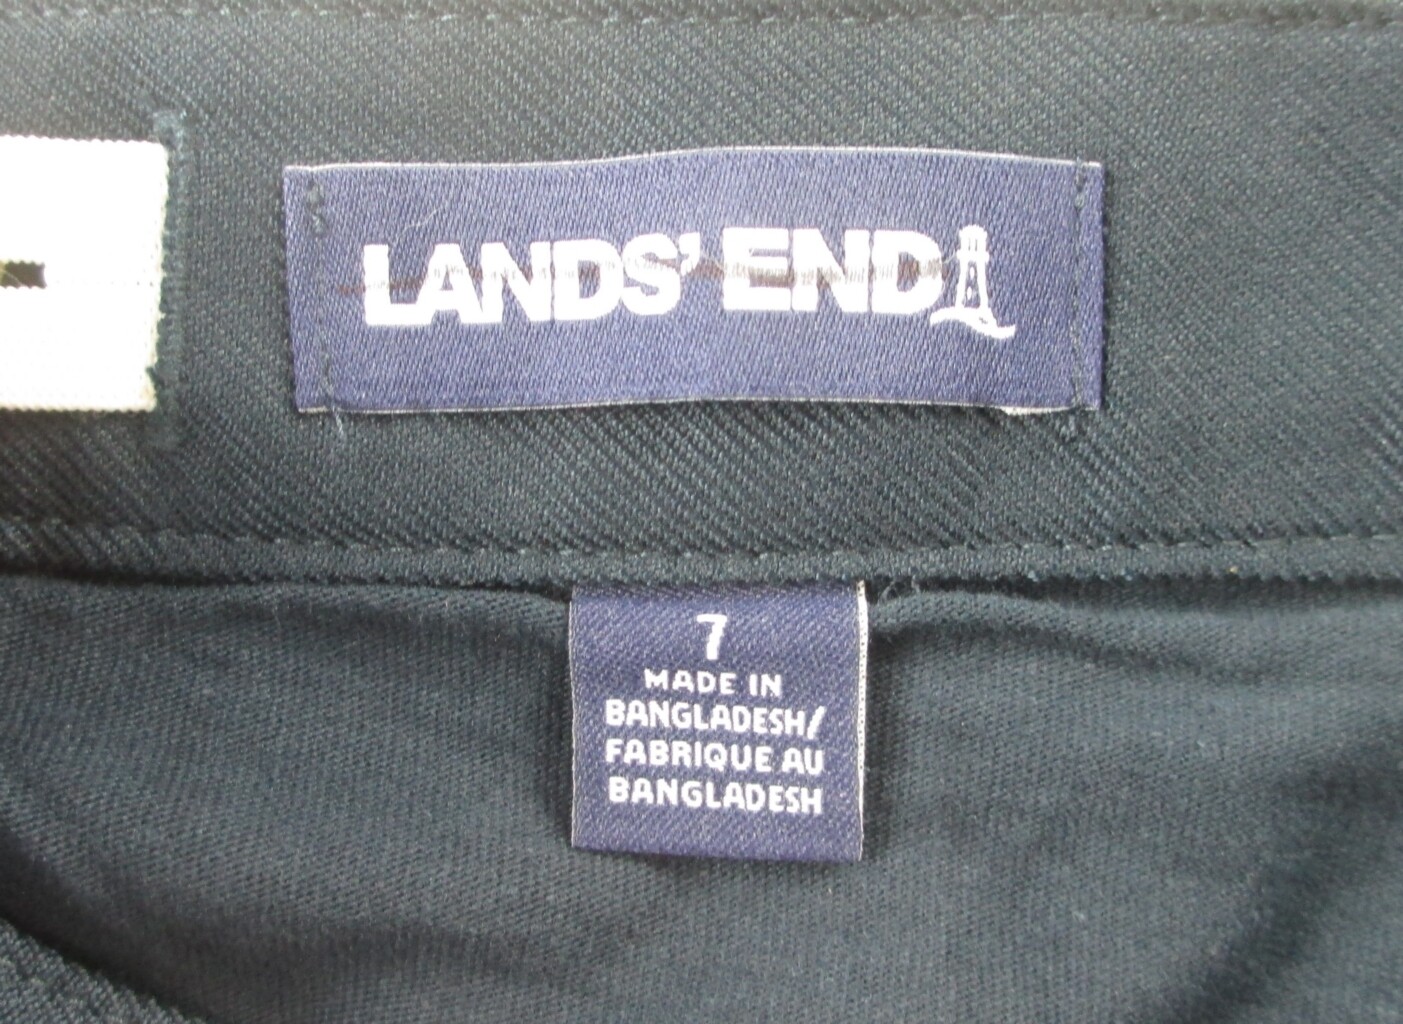 LANDS' END
7
MADE IN
BANGLADESH/
FABRIQUE AU
BANGLADESH